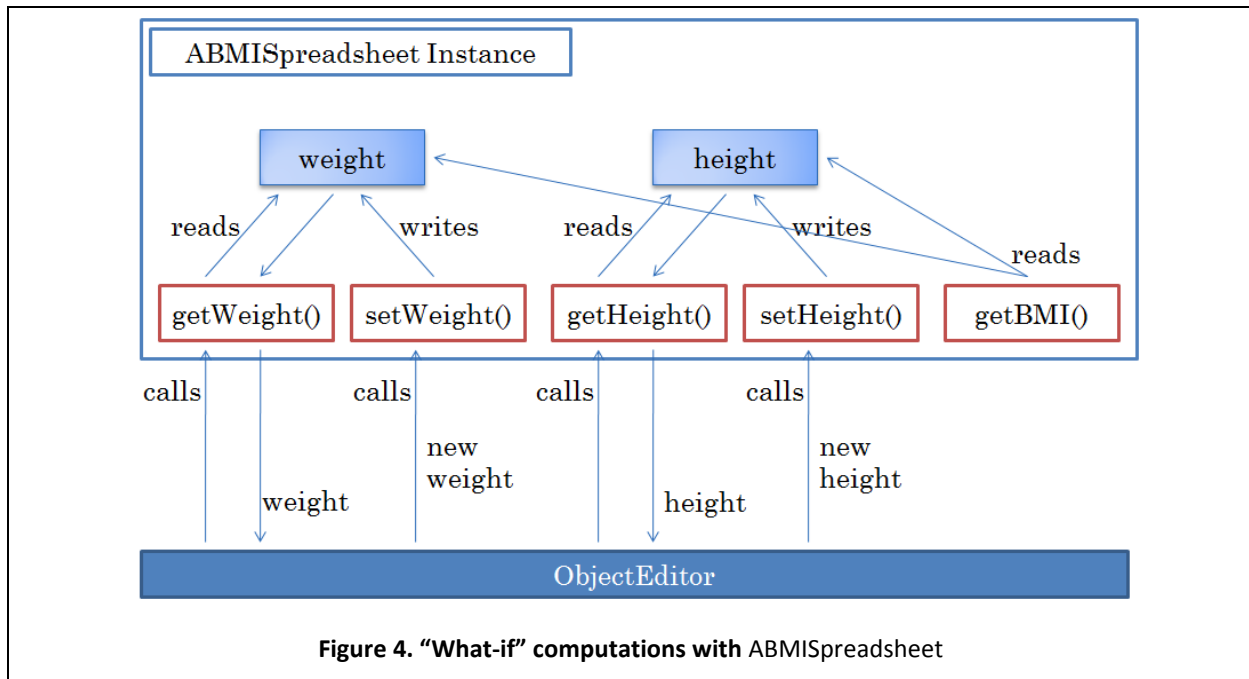 ABMISpreadsheet Instance
weight
height
reads
writes
reads
writes
reads
getWeight()
setWeight()
getHeight()
setHeight()
getBMI()
calls
calls
calls
calls
new
weight
new
height
weight
height
ObjectEditor
Figure 4. “What-if” computations with ABMISpreadsheet